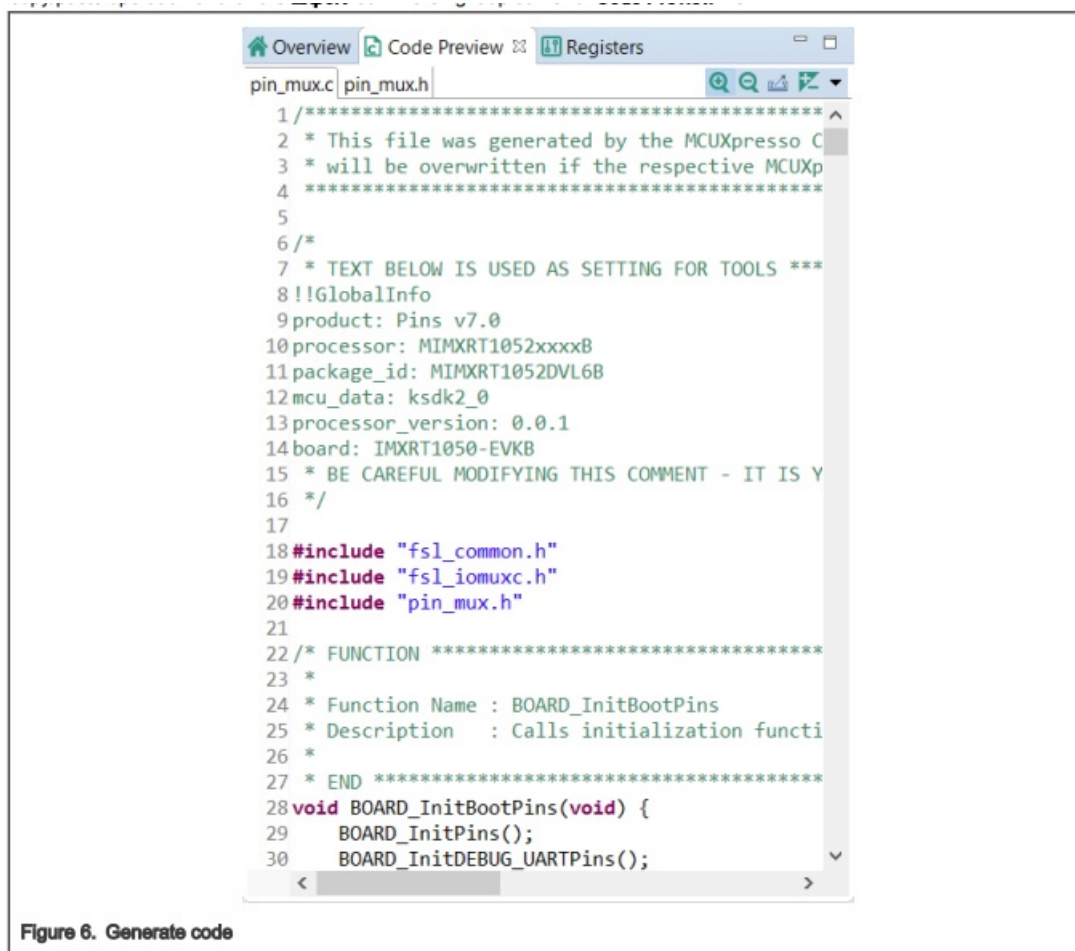 Overview Code Preview Registers
pin_mux.c pin_mux.h
1 /*********************************************
2 * This file was generated by the MCUXpresso C
3 * will be overwritten if the respective MCUXp
4 *********************************************
5
6 /*
7 * TEXT BELOW IS USED AS SETTING FOR TOOLS ***
8 !!GlobalInfo
9 product: Pins v7.0
10 processor: MIMXRT1052xxxxB
11 package_id: MIMXRT1052DVL6B
12 mcu_data: ksdk2_0
13 processor_version: 0.0.1
14 board: IMXRT1050-EVKB
15 * BE CAREFUL MODIFYING THIS COMMENT - IT IS Y
16 */
17
18 #include "fsl_common.h"
19 #include "fsl_iomuxc.h"
20 #include "pin_mux.h"
21
22 /* FUNCTION **********************************
23 *
24 * Function Name : BOARD_InitBootPins
25 * Description   : Calls initialization functi
26 *
27 * END ***************************************
28 void BOARD_InitBootPins(void) {
29     BOARD_InitPins();
30     BOARD_InitDEBUG_UARTPins();
Figure 6. Generate code